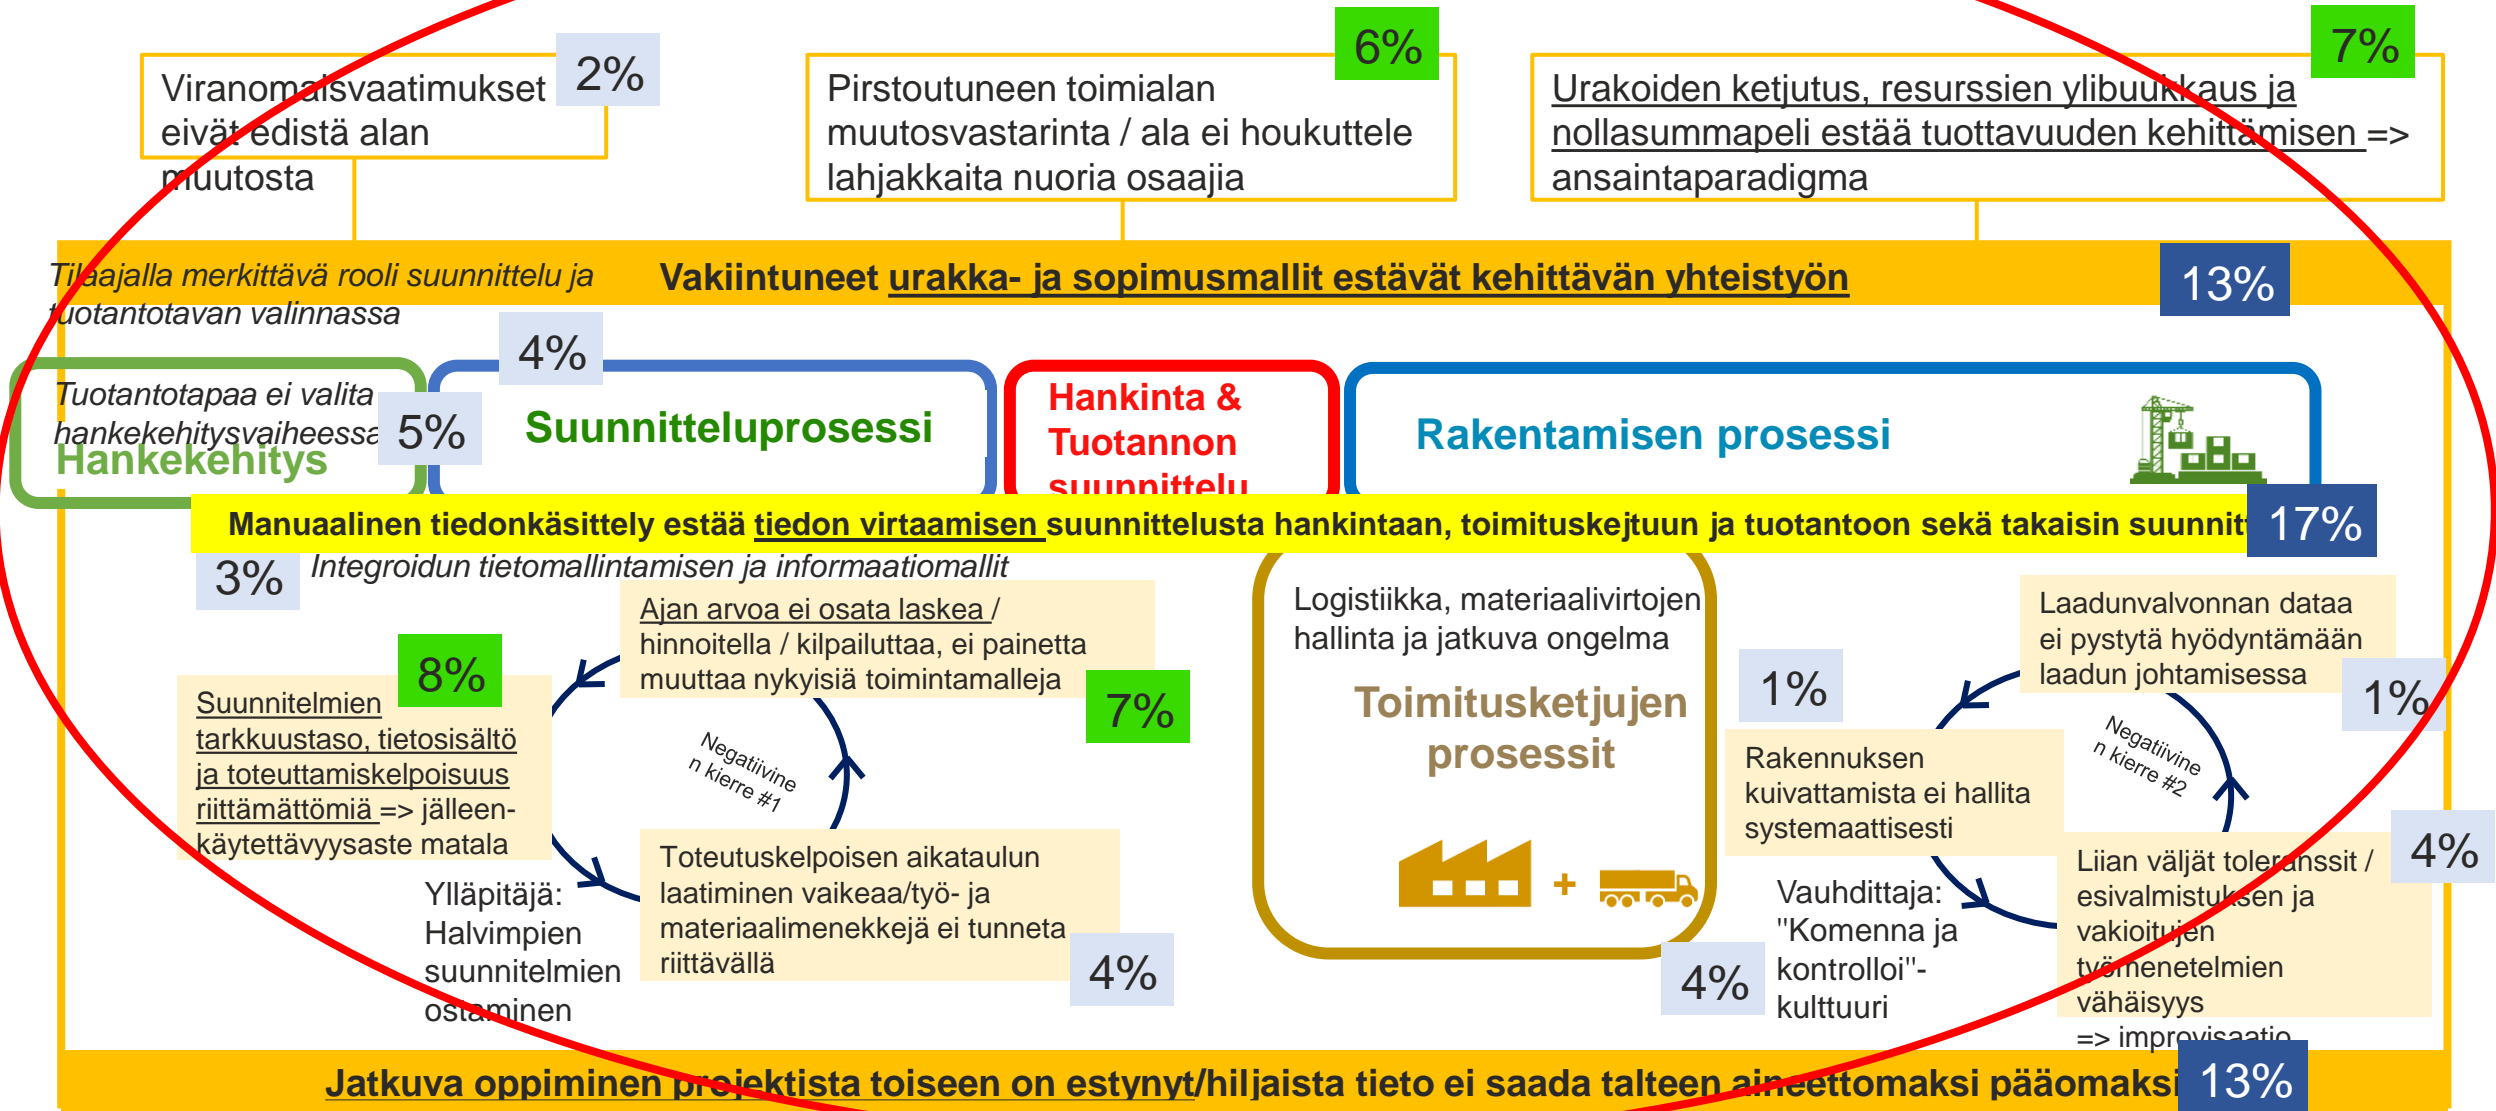 2%
Viranomaisvaatimukset
eivät edistä alan
muutosta
6%
Pirstoutuneen toimialan
muutosvastarinta / ala ei houkuttele
lahjakkaita nuoria osaajia
7%
Urakoiden ketjutus, resurssien ylibuukkaus ja
nollasummapeli estää tuottavuuden kehittämisen =>
ansaintaparadigma
Tilaajalla merkittävä rooli suunnittelu ja
tuotantotavan valinnassa
Vakiintuneet urakka- ja sopimusmallit estävät kehittävän yhteistyön
13%
4%
Tuotantotapaa ei valita
hankekehitysvaiheessa
5%
Hankekehitys
Suunnitteluprosessi
Hankinta &
Tuotannon
suunnittelu
Rakentamisen prosessi
Manuaalinen tiedonkäsittely estää tiedon virtaamisen suunnittelusta hankintaan, toimituskejtuun ja tuotantoon sekä takaisin
17%
3%
Integroidun tietomallintamisen ja informaatiomallit
Ajan arvoa ei osata laskea /
hinnoitella / kilpailuttaa, ei painetta
muuttaa nykyisiä toimintamalleja
7%
8%
Suunnitelmien
tarkkuustaso, tietosisältö
ja toteuttamiskelpoisuus
riittämättömiä => jälleen-
käytettävyysaste matala
Negatiivine
n kierre #1
Toteutuskelpoisen aikataulun
laatiminen vaikeaa/työ- ja
materiaalimenekkejä ei tunneta
riittävällä
4%
Ylläpitäjä:
Halvimpien
suunnitelmien
ostaminen
Logistiikka, materiaalivirtojen
hallinta ja jatkuva ongelma
Toimitusketjujen
prosessit
+
4%
Laadunvalvonnan dataa
ei pystytä hyödyntämään
laadun johtamisessa
1%
1%
Rakennuksen
kuivattamista ei hallita
systemaattisesti
Negatiivine
n kierre #2
4%
Liian väljät toleranssit /
esivalmistuksen ja
vakioitujen
työmenetelmien
vähäisyys
=> improvisaatio
Vauhdittaja:
"Komenna ja
kontrolloi"-
kulttuuri
Jatkuva oppiminen projektista toiseen on estynyt/hiljaista tieto ei saada talteen aineettomaksi pääomaksi
13%